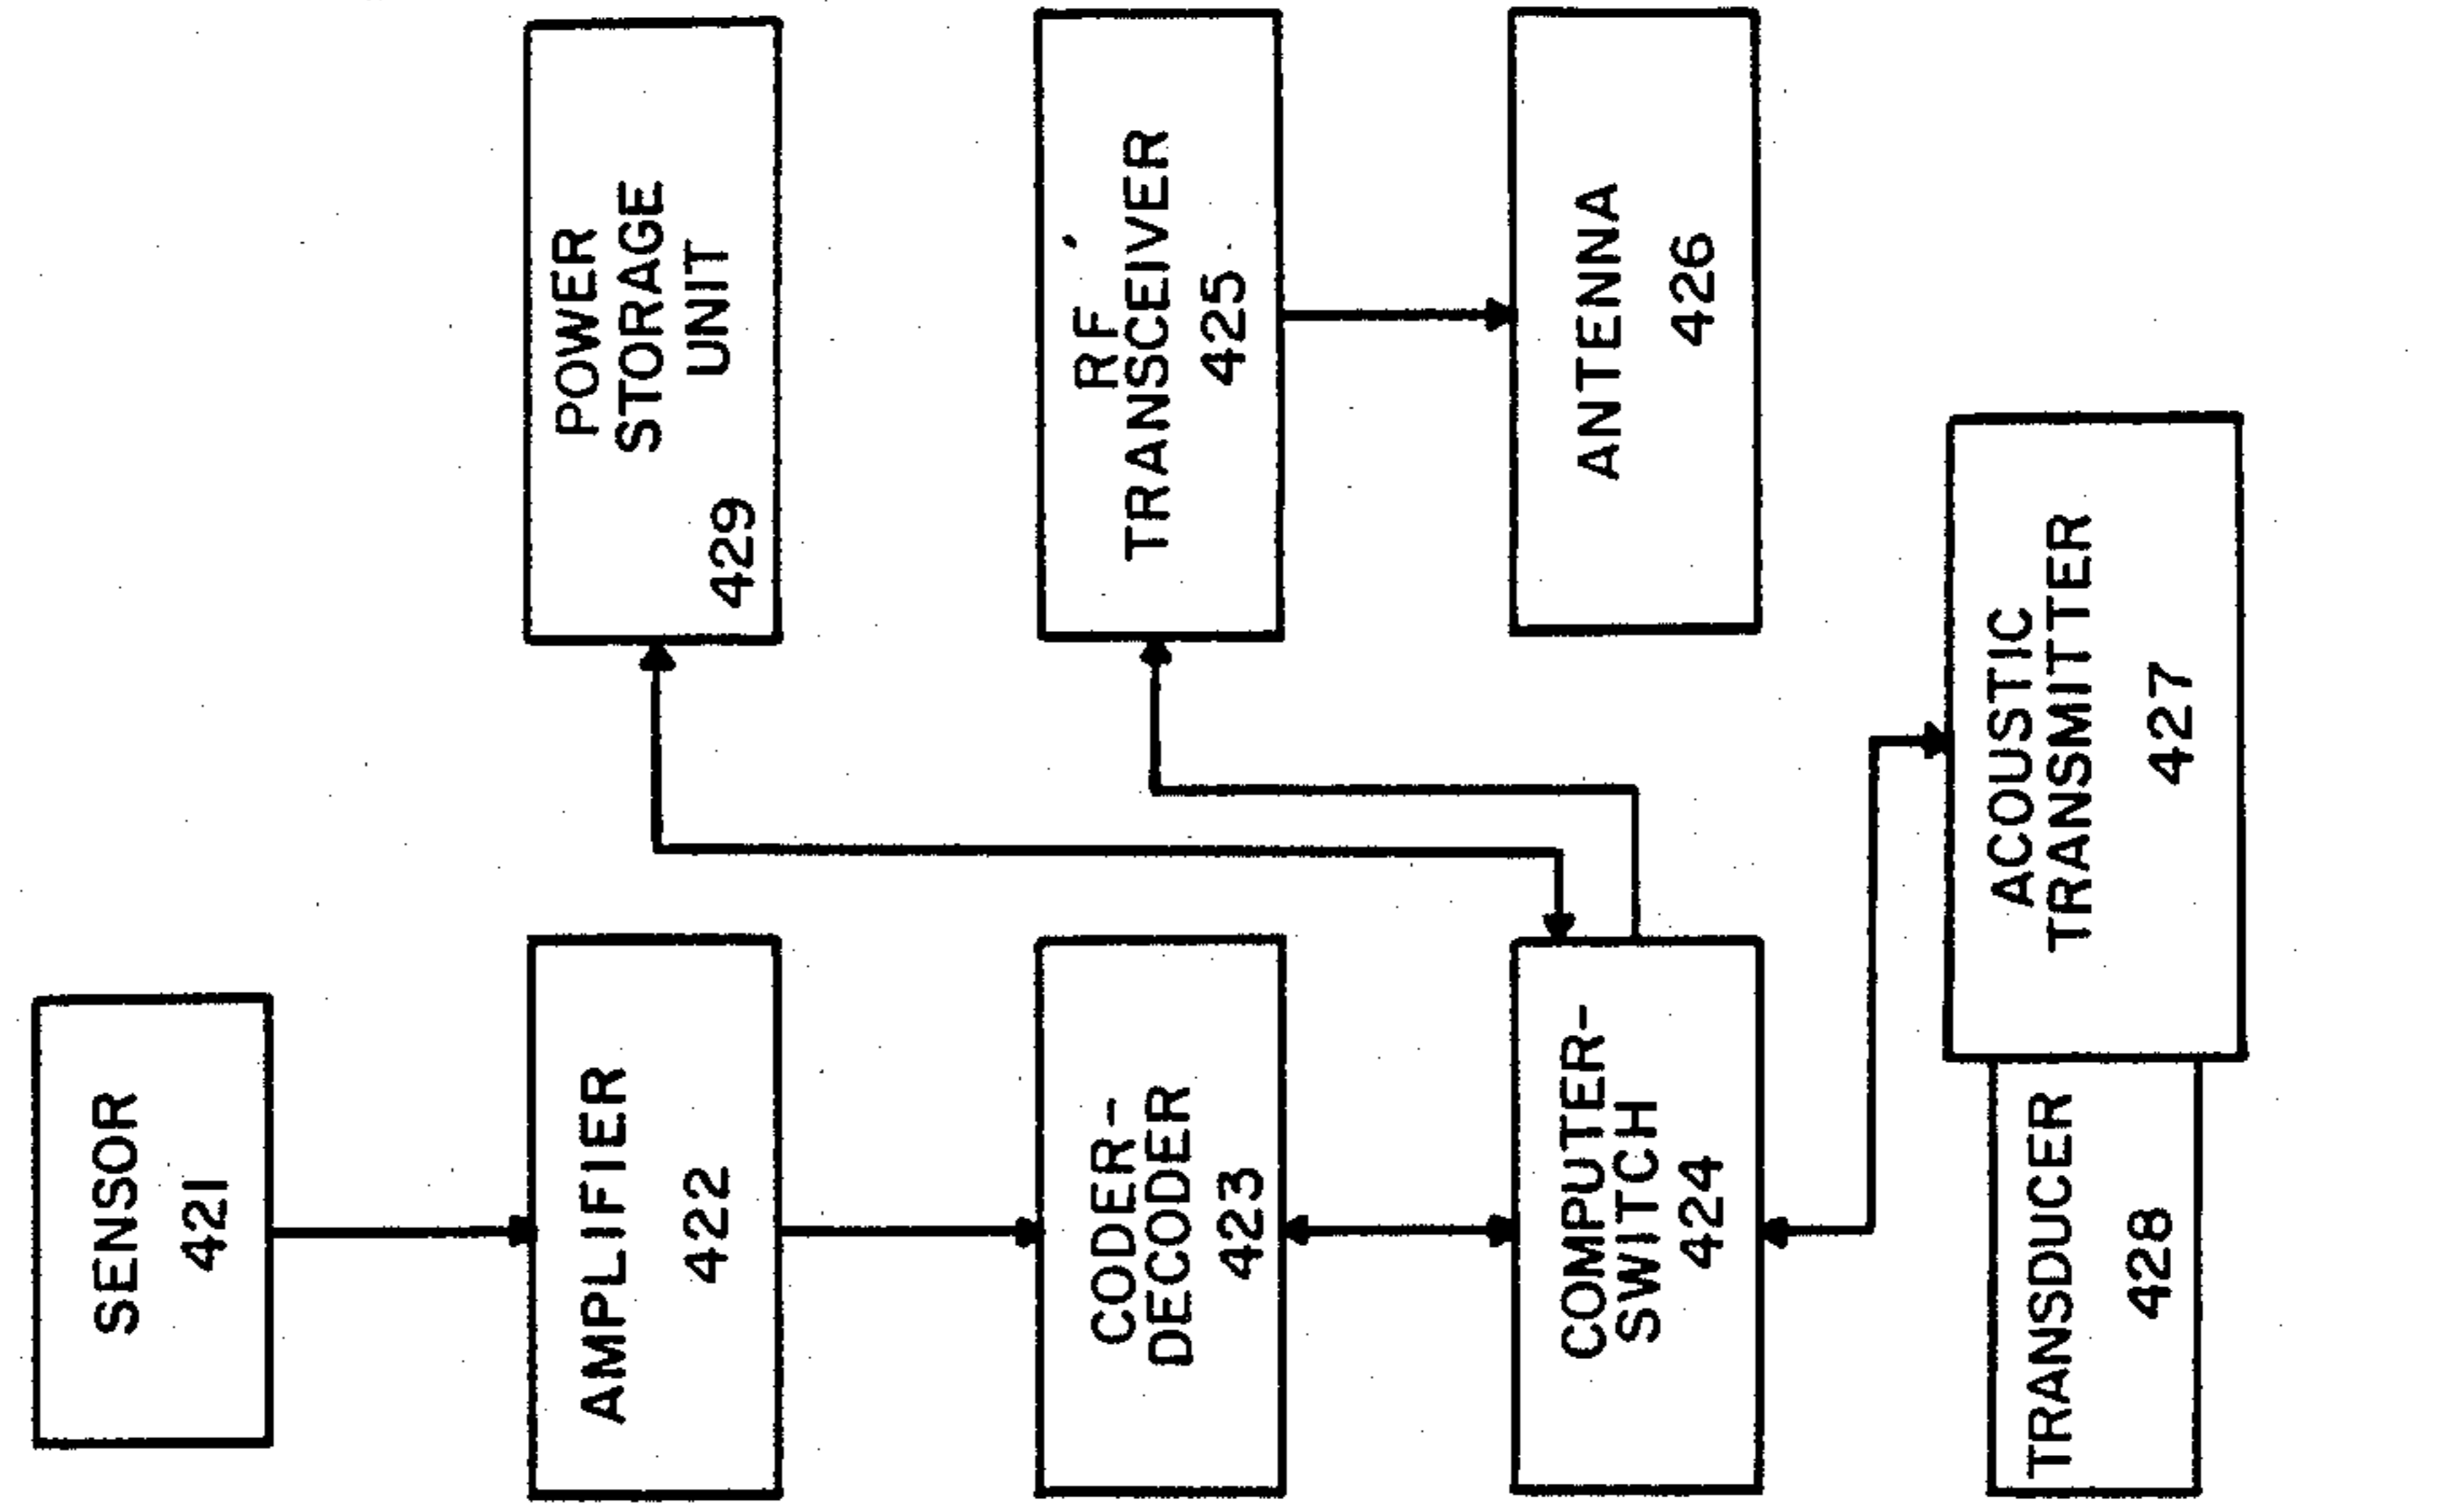 SENSOR
421
AMPLIFIER
422
CODER-
DECODER
423
COMPUTER-
SWITCH
424
TRANSDUCER
428
POWER
STORAGE
UNIT
429
RF
TRANSCEIVER
425
ANTENNA
426
ACOUSTIC
TRANSMITTER
427